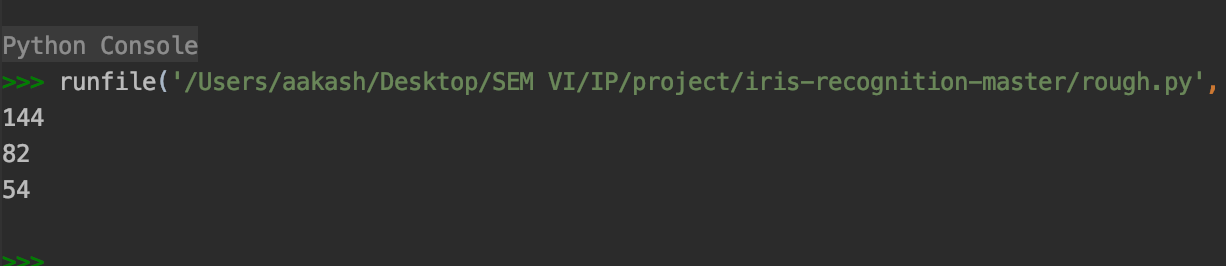 Python Console
>>> runfile('/Users/aakash/Desktop/SEM VI/IP/project/iris-recognition-master/rough.py',
144
82
54
>>>